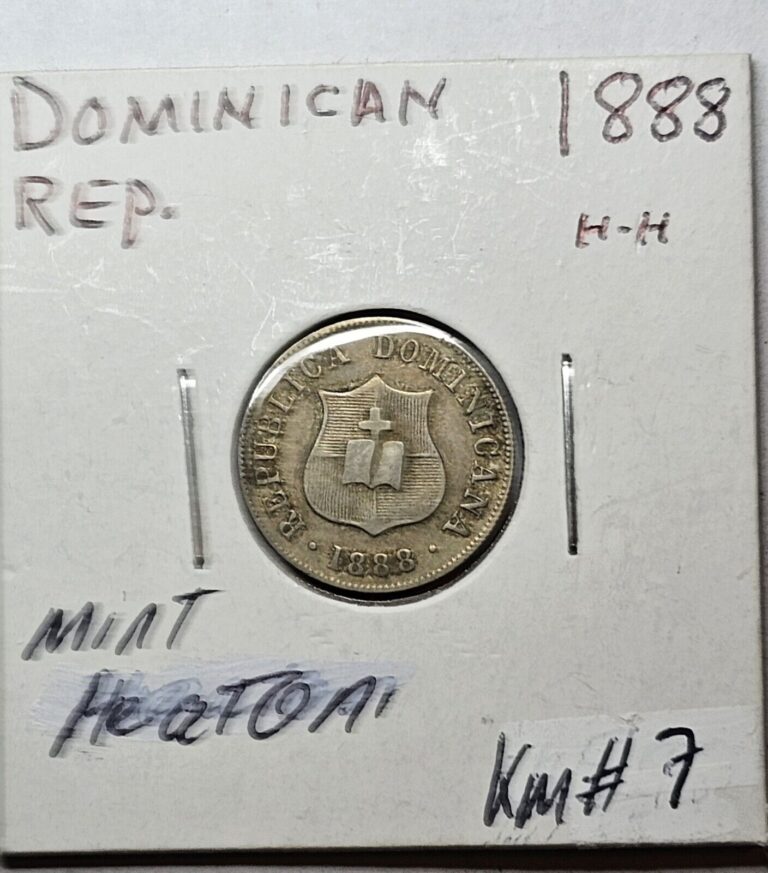 DOMINICAN 1888
REP. H-H
REPUBLICA DOMINICANA
· 1888 ·
MINT
HeaTON
KM# 7